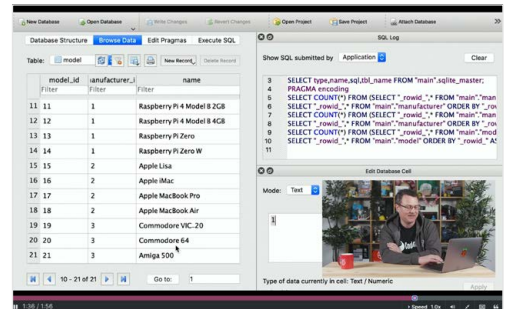 New Database Open Database Write Changes Revert Changes Open Project Save Project Attach Database
Database Structure Browse Data Edit Pragmas Execute SQL
Table: model New Record Delete Record
model_id ianufacturer_i name
Filter Filter Filter
11 11 1 Raspberry Pi 4 Model B 2GB
12 12 1 Raspberry Pi 4 Model B 4GB
13 13 1 Raspberry Pi Zero
14 14 1 Raspberry Pi Zero W
15 15 2 Apple Lisa
16 16 2 Apple iMac
17 17 2 Apple MacBook Pro
18 18 2 Apple MacBook Air
19 19 3 Commodore VIC-20
20 20 3 Commodore 64
21 21 3 Amiga 500
10 - 21 of 21 Go to: 1
SQL Log
Show SQL submitted by Application Clear
3 SELECT type,name,sql,tbl_name FROM "main".sqlite_master;
4 PRAGMA encoding
5 SELECT COUNT(*) FROM (SELECT "_rowid_",* FROM "main"."manufacturer
6 SELECT "_rowid_",* FROM "main"."manufacturer" ORDER BY "_rov
7 SELECT COUNT(*) FROM (SELECT "_rowid_",* FROM "main"."man
8 SELECT "_rowid_",* FROM "main"."manufacturer" ORDER BY "_rov
9 SELECT COUNT(*) FROM (SELECT "_rowid_",* FROM "main"."mod
10 SELECT "_rowid_",* FROM "main"."model" ORDER BY "_rowid_" AS
11
Edit Database Cell
Mode: Text
1
Type of data currently in cell: Text / Numeric
Apply
1:36 / 1:56 Speed 1.0x